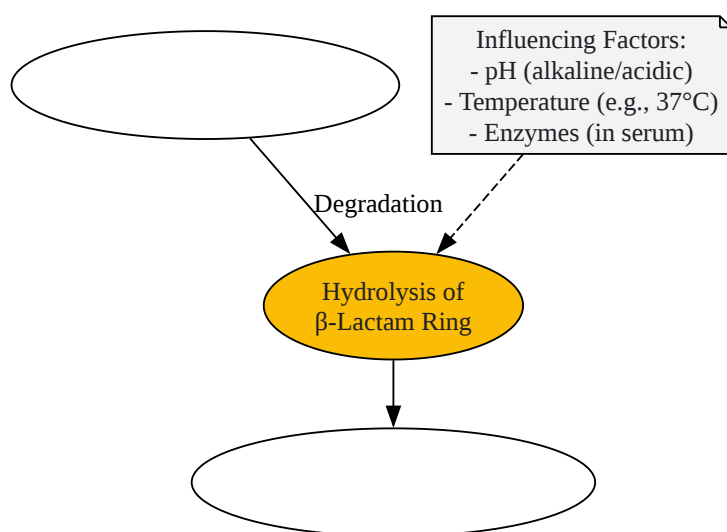 Influencing Factors:
- pH (alkaline/acidic)
- Temperature (e.g., 37°C)
- Enzymes (in serum)
Degradation
Hydrolysis of
β-Lactam Ring